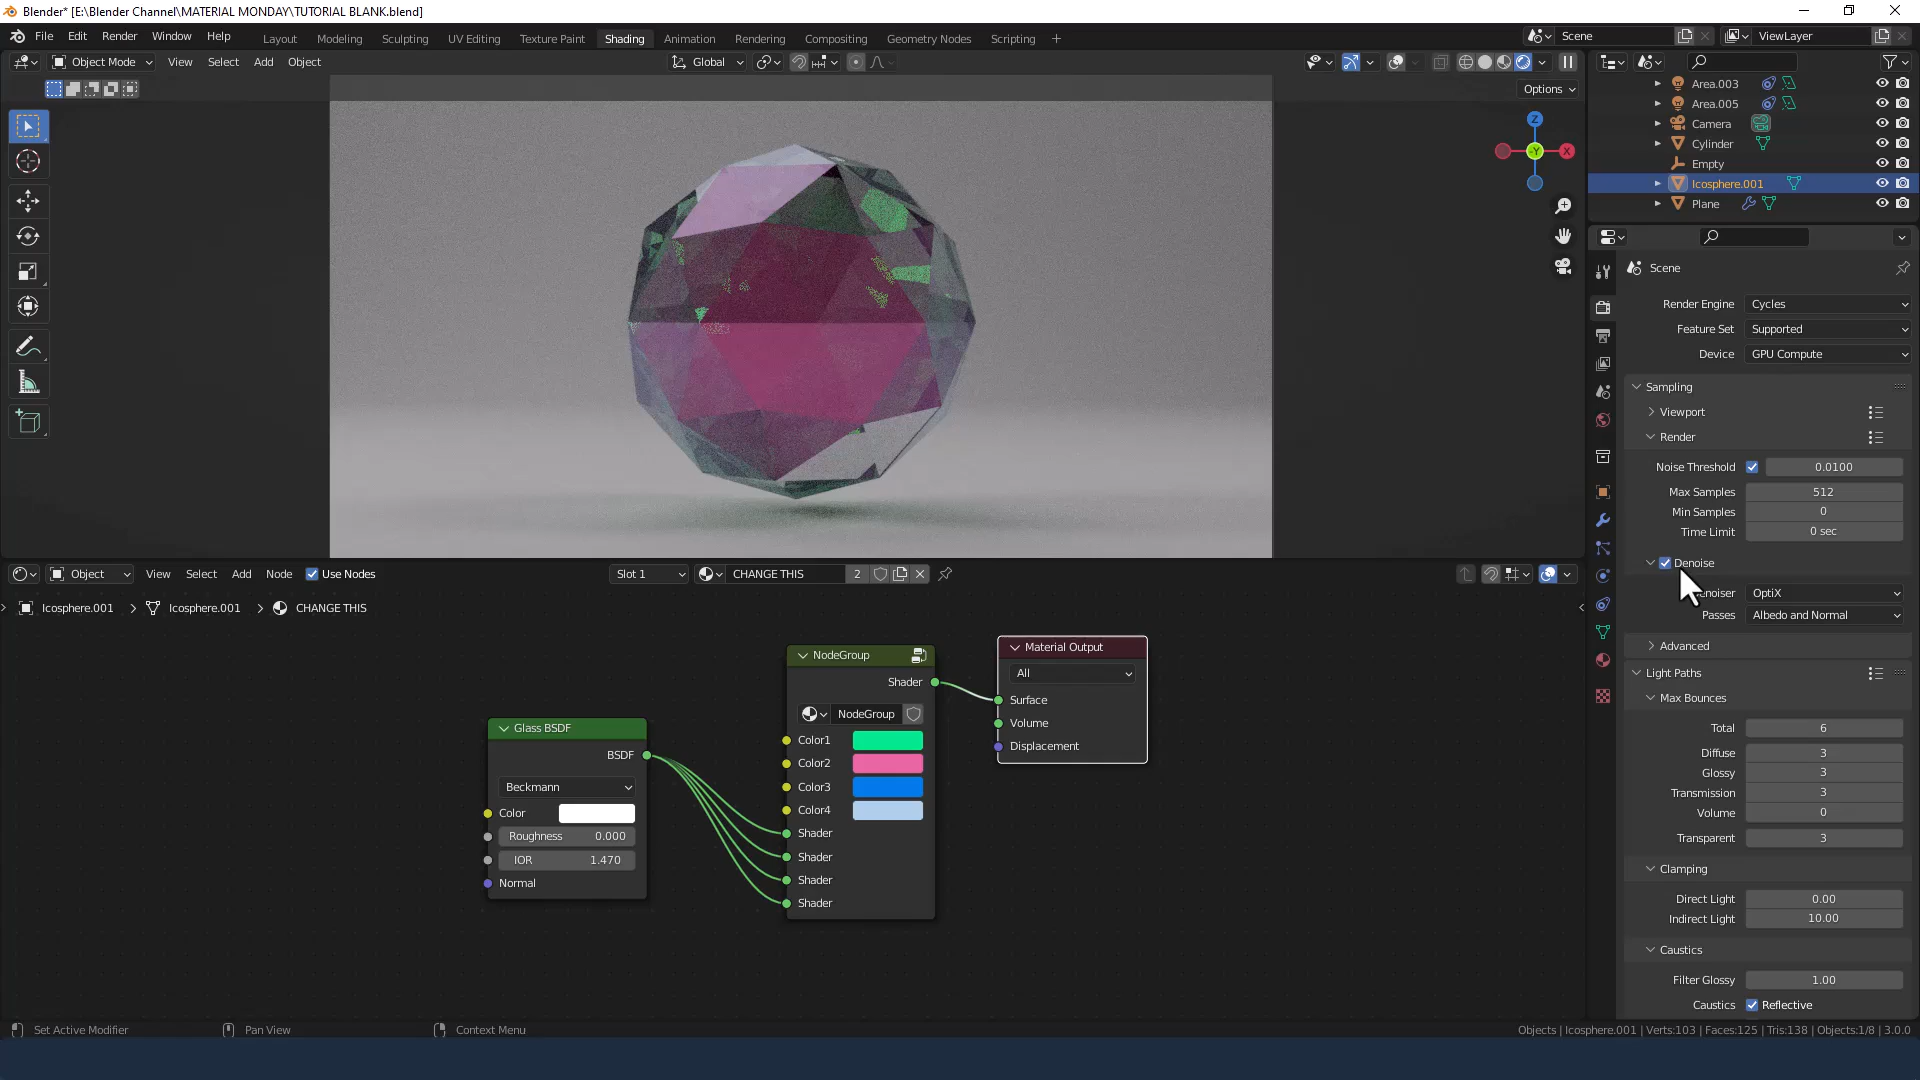 Blender* [E:\Blender Channel\MATERIAL MONDAY\TUTORIAL BLANK.blend]
File Edit Render Window Help Layout Modeling Sculpting UV Editing Texture Paint Shading Animation Rendering Compositing Geometry Nodes Scripting + Scene ViewLayer
Object Mode View Select Add Object Global
Options
Z
-Y X
Area.003
Area.005
Camera
Cylinder
Empty
Icosphere.001
Plane
Scene
Render Engine Cycles
Feature Set Supported
Device GPU Compute
Sampling
Viewport
Render
Noise Threshold 0.0100
Max Samples 512
Min Samples 0
Time Limit 0 sec
Denoise
OptiX
Passes Albedo and Normal
Advanced
Light Paths
Max Bounces
Total 6
Diffuse 3
Glossy 3
Transmission 3
Volume 0
Transparent 3
Clamping
Direct Light 0.00
Indirect Light 10.00
Caustics
Filter Glossy 1.00
Caustics Reflective
Object View Select Add Node Use Nodes Slot 1 CHANGE THIS 2
Icosphere.001 > Icosphere.001 > CHANGE THIS
Glass BSDF
BSDF
Beckmann
Color
Roughness 0.000
IOR 1.470
Normal
NodeGroup
Shader
NodeGroup
Color1
Color2
Color3
Color4
Shader
Shader
Shader
Shader
Material Output
All
Surface
Volume
Displacement
Set Active Modifier Pan View Context Menu Objects | Icosphere.001 | Verts:103 | Faces:125 | Tris:138 | Objects:1/8 | 3.0.0